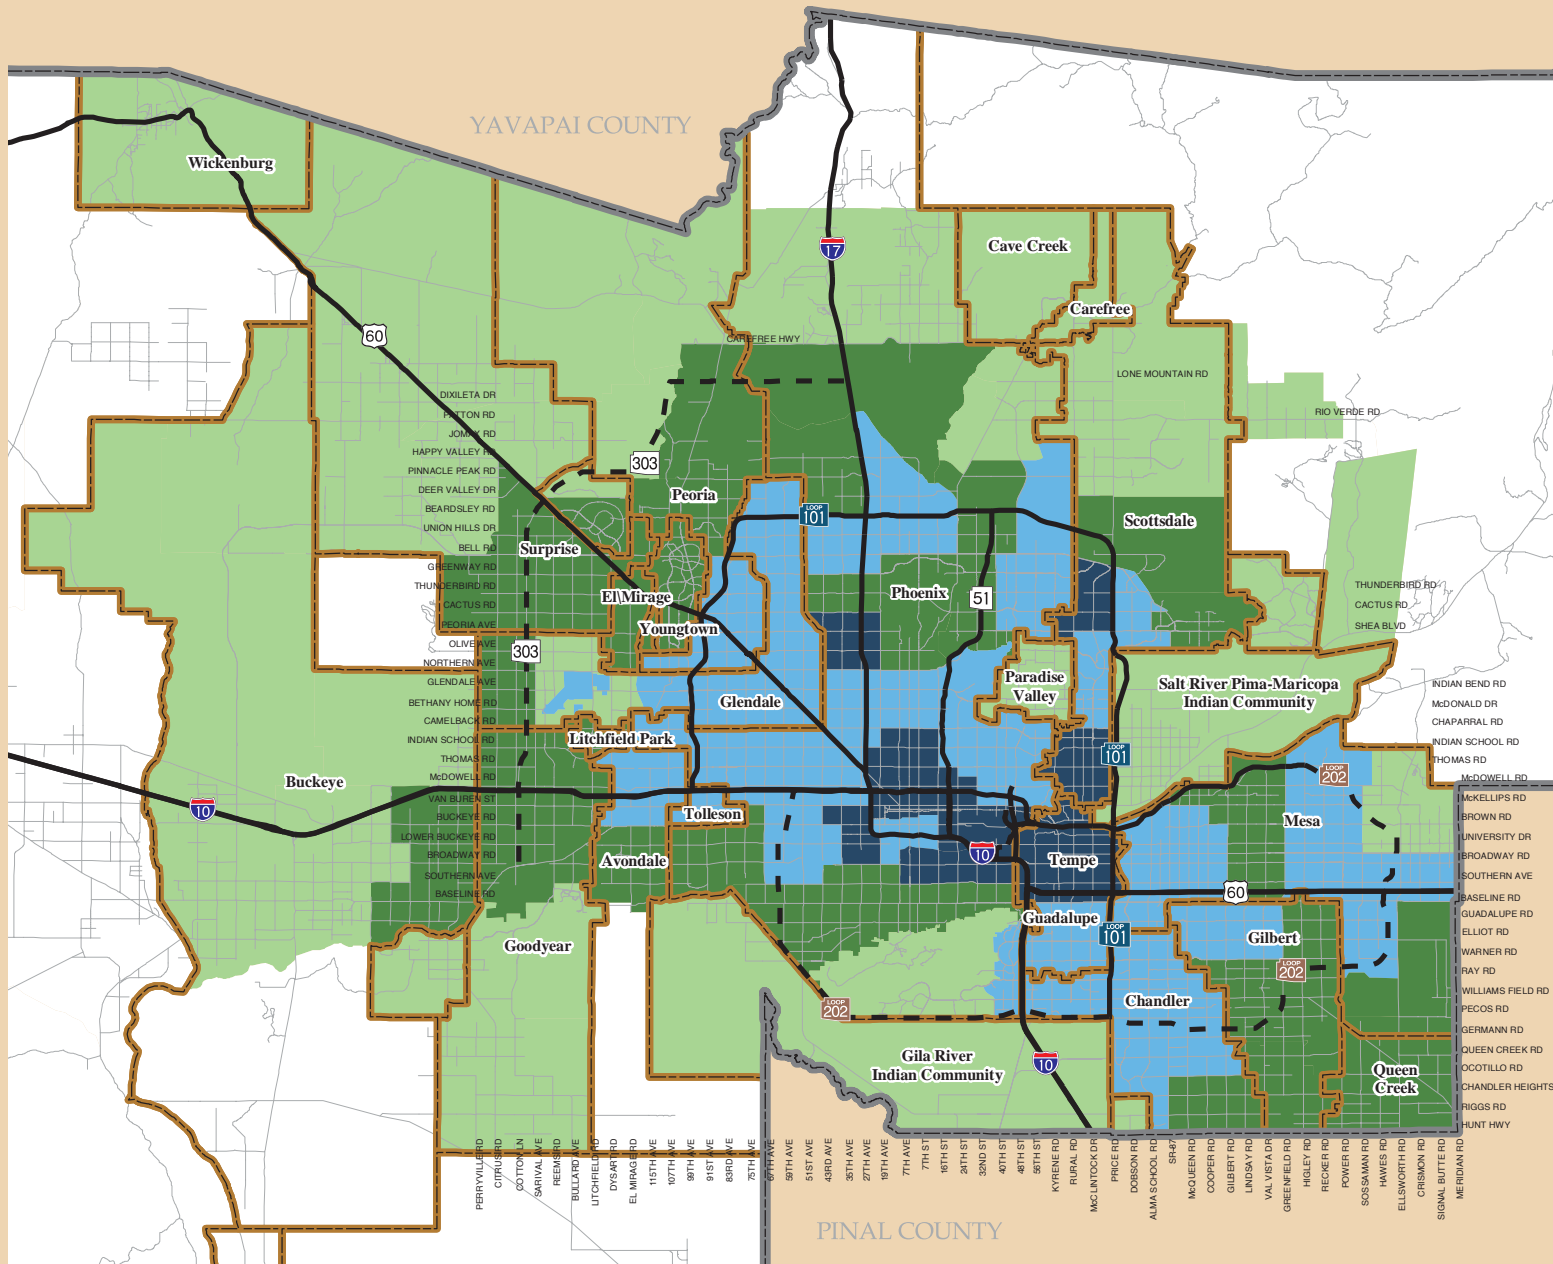 YAVAPAI COUNTY
Wickenburg
17
Cave Creek
Carefree
60
CAREFREE HWY
LONE MOUNTAIN RD
RIO VERDE RD
DIXILETA DR
PATTON RD
JOMAX RD
HAPPY VALLEY RD
PINNACLE PEAK RD
DEER VALLEY DR
BEARDSLEY RD
UNION HILLS DR
BELL RD
GREENWAY RD
THUNDERBIRD RD
CACTUS RD
PEORIA AVE
OLIVE AVE
NORTHERN AVE
GLENDALE AVE
BETHANY HOME RD
CAMELBACK RD
INDIAN SCHOOL RD
THOMAS RD
McDOWELL RD
VAN BUREN ST
BUCKEYE RD
LOWER BUCKEYE RD
BROADWAY RD
SOUTHERN AVE
BASELINE RD
303
Peoria
LOOP
101
Scottsdale
Surprise
El\Mirage
Youngtown
Phoenix
51
THUNDERBIRD RD
CACTUS RD
SHEA BLVD
303
Paradise
Valley
Salt River Pima-Maricopa
Indian Community
Glendale
Litchfield Park
INDIAN BEND RD
McDONALD DR
CHAPARRAL RD
INDIAN SCHOOL RD
THOMAS RD
McDOWELL RD
McKELLIPS RD
BROWN RD
UNIVERSITY DR
BROADWAY RD
SOUTHERN AVE
BASELINE RD
GUADALUPE RD
ELLIOT RD
WARNER RD
RAY RD
WILLIAMS FIELD RD
PECOS RD
GERMANN RD
QUEEN CREEK RD
OCOTILLO RD
CHANDLER HEIGHTS
RIGGS RD
HUNT HWY
LOOP
101
LOOP
202
Buckeye
10
Tolleson
Mesa
Avondale
10
Tempe
60
Guadalupe
LOOP
101
Gilbert
Goodyear
LOOP
202
LOOP
202
Chandler
Gila River
Indian Community
10
Queen
Creek
PERRYVILLE RD
CITRUS RD
COTTON LN
SARIVAL AVE
REEMS RD
BULLARD AVE
LITCHFIELD RD
DYSART RD
EL MIRAGE RD
115TH AVE
107TH AVE
99TH AVE
91ST AVE
83RD AVE
75TH AVE
67TH AVE
59TH AVE
51ST AVE
43RD AVE
35TH AVE
27TH AVE
19TH AVE
7TH AVE
7TH ST
16TH ST
24TH ST
32ND ST
40TH ST
48TH ST
56TH ST
KYRENE RD
RURAL RD
McCLINTOCK DR
PRICE RD
DOBSON RD
ALMA SCHOOL RD
SR-87
McQUEEN RD
COOPER RD
GILBERT RD
LINDSAY RD
VAL VISTA DR
GREENFIELD RD
HIGLEY RD
RECKER RD
POWER RD
SOSSAMAN RD
HAWES RD
ELLSWORTH RD
CRISMON RD
SIGNAL BUTTE RD
MERIDIAN RD
PINAL COUNTY